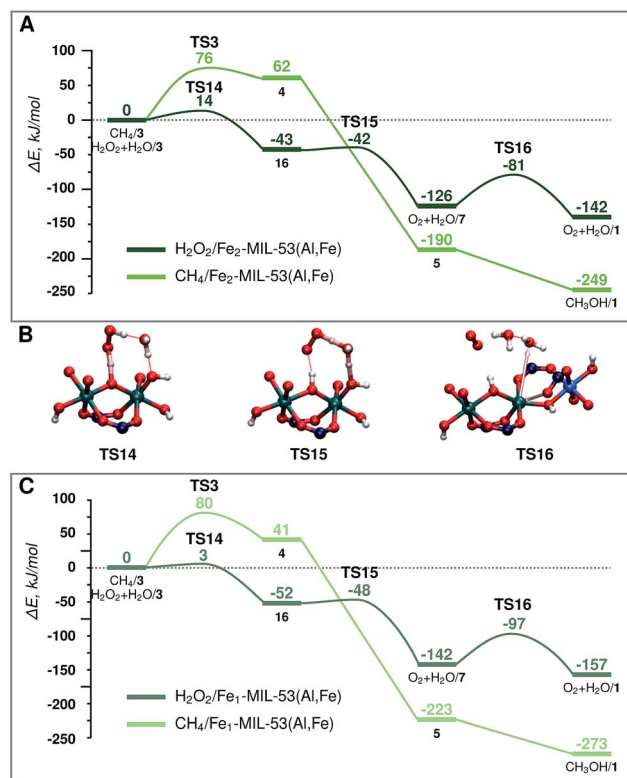 A
100
50
0
-50
-100
-150
-200
-250
ΔE, kJ/mol
TS3
76
62
4
TS14
14
0
CH₄/3
H₂O₂+H₂O/3
-43
16
TS15
-42
TS16
-81
-126
O₂+H₂O/7
-142
O₂+H₂O/1
-190
5
-249
CH₃OH/1
H₂O₂/Fe₂-MIL-53(Al,Fe)
CH₄/Fe₂-MIL-53(Al,Fe)
B
TS14
TS15
TS16
C
100
50
0
-50
-100
-150
-200
-250
ΔE, kJ/mol
TS3
80
41
4
TS14
3
0
CH₄/3
H₂O₂+H₂O/3
-52
16
TS15
-48
TS16
-97
-142
O₂+H₂O/7
-157
O₂+H₂O/1
-223
5
-273
CH₃OH/1
H₂O₂/Fe₁-MIL-53(Al,Fe)
CH₄/Fe₁-MIL-53(Al,Fe)